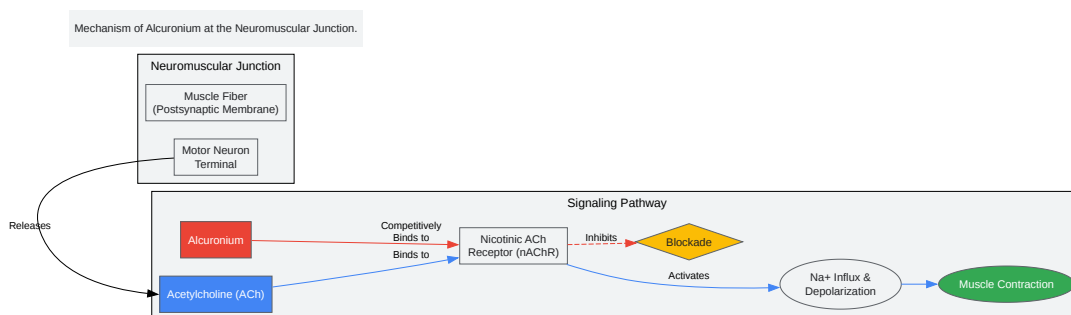 Mechanism of Alcuronium at the Neuromuscular Junction.
Neuromuscular Junction
Muscle Fiber
(Postsynaptic Membrane)
Motor Neuron
Terminal
Releases
Signaling Pathway
Alcuronium
Competitively
Binds to
Binds to
Nicotinic ACh
Receptor (nAChR)
Inhibits
Blockade
Acetylcholine (ACh)
Activates
Na+ Influx &
Depolarization
Muscle Contraction